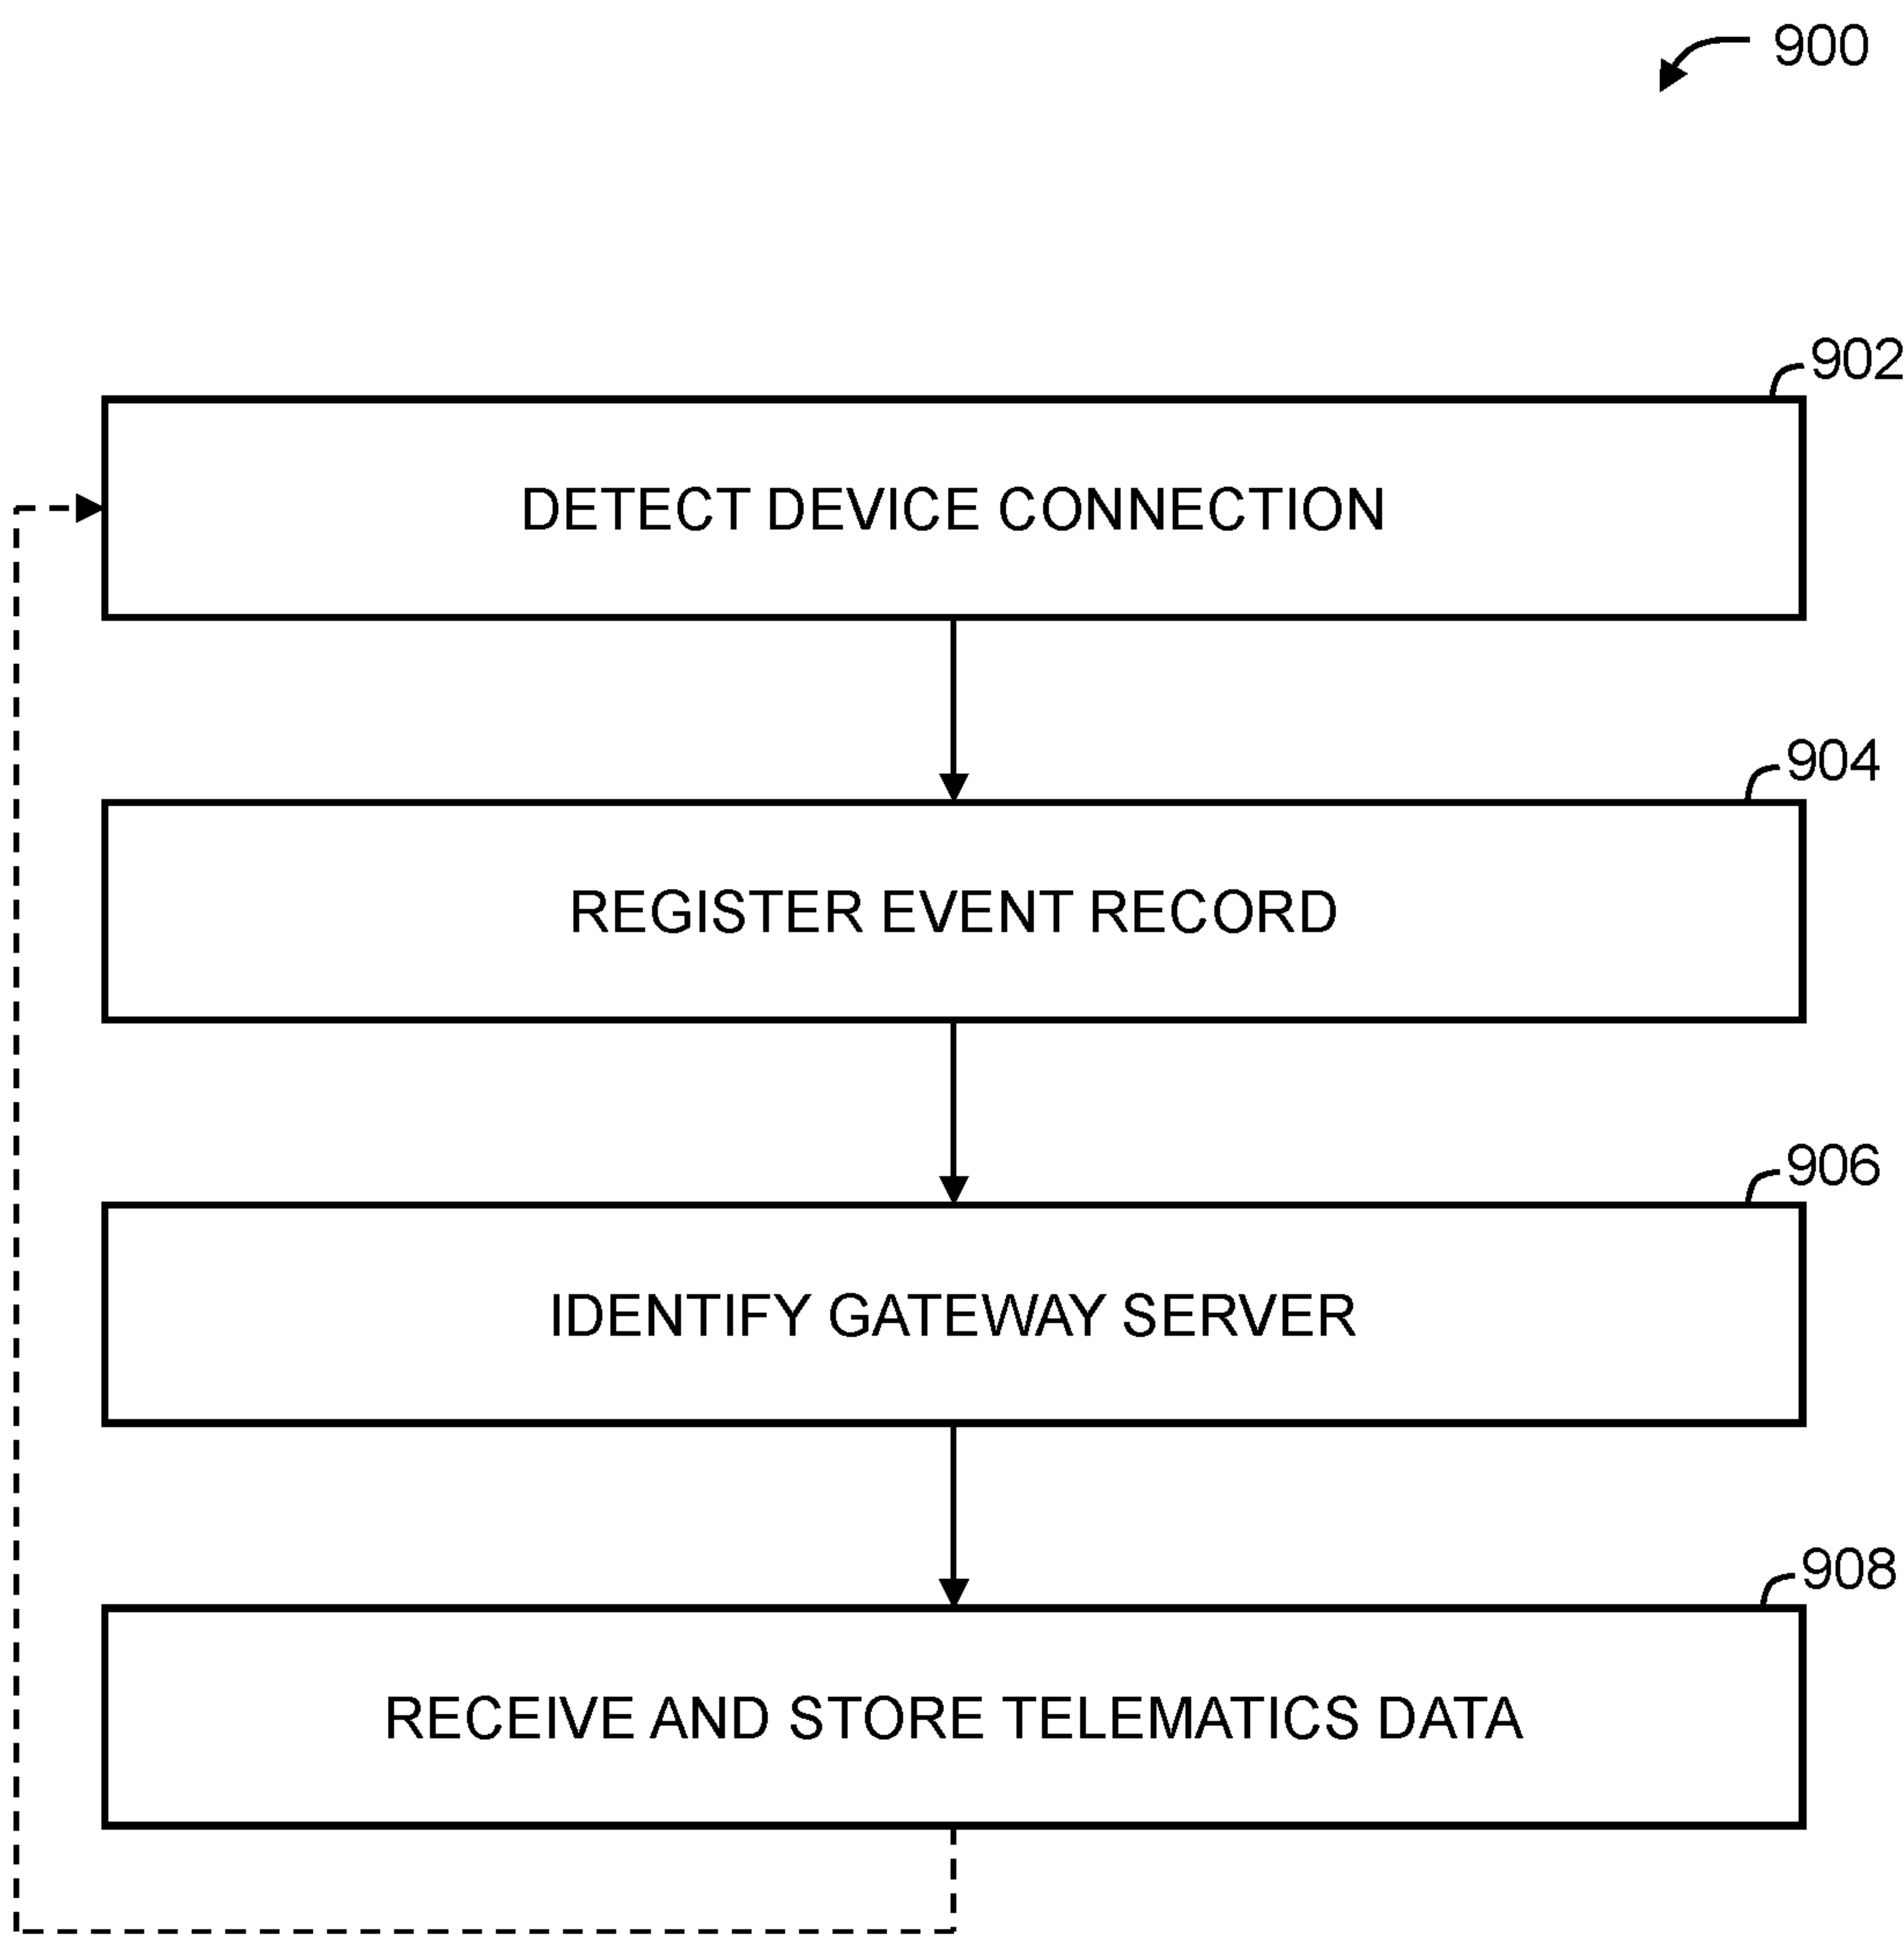 900
902
DETECT DEVICE CONNECTION
904
REGISTER EVENT RECORD
906
IDENTIFY GATEWAY SERVER
908
RECEIVE AND STORE TELEMATICS DATA